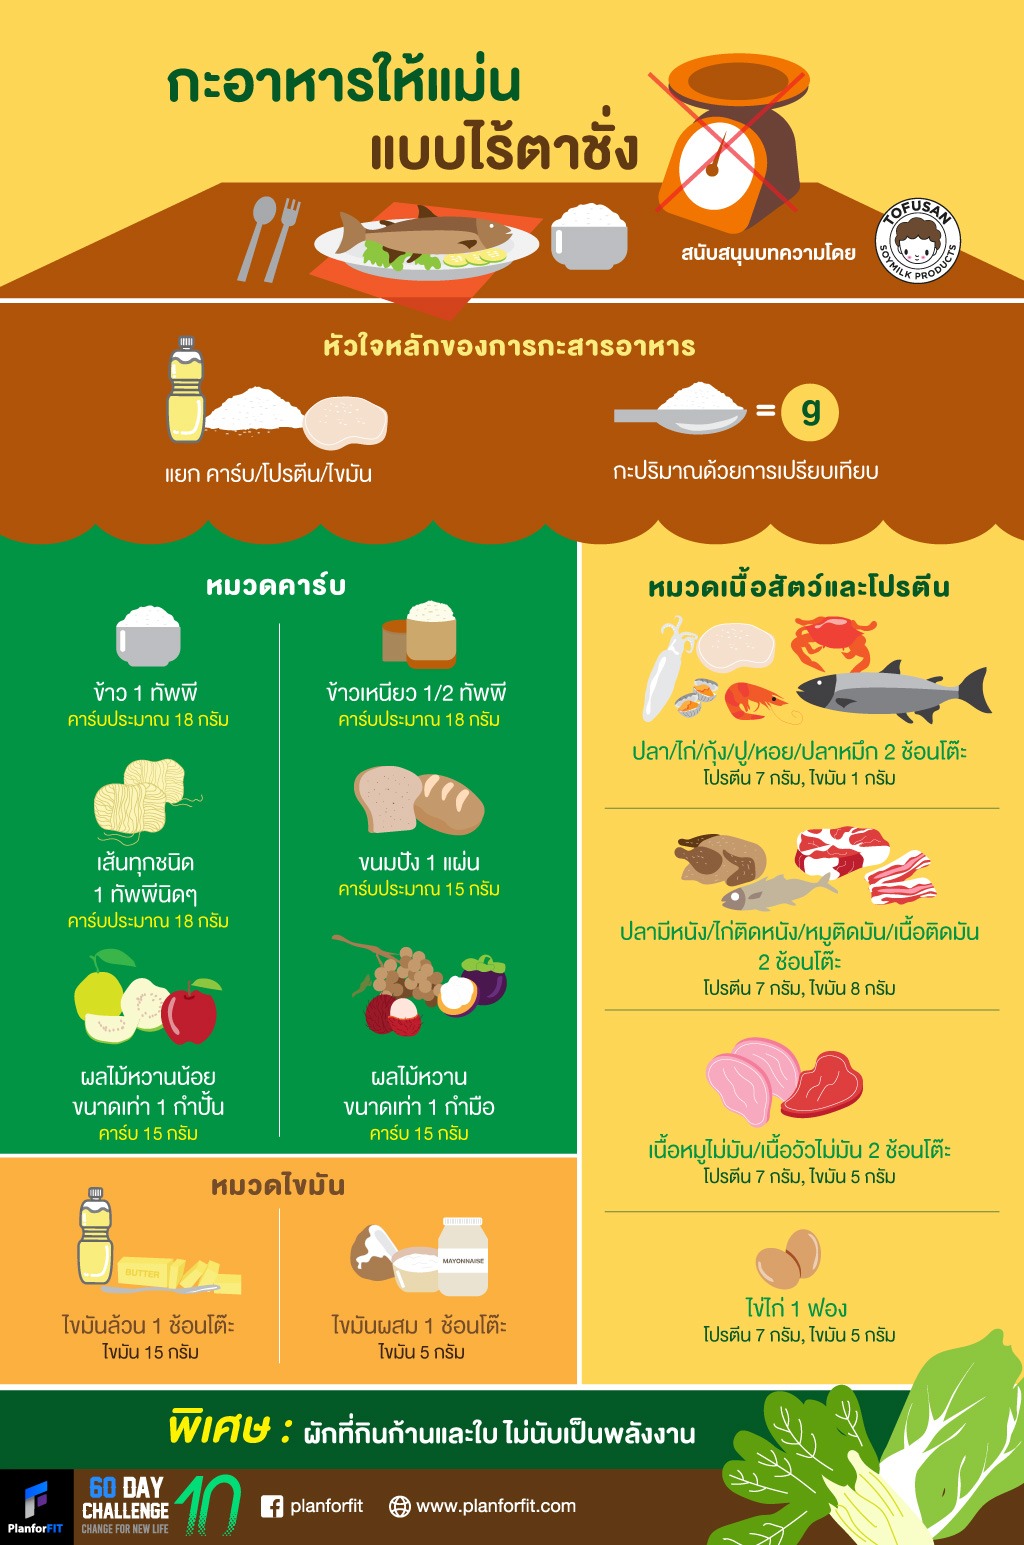 กะอาหารให้แม่น
แบบไร้ตาชั่ง
สนับสนุนบทความโดย
TOFUSAN
SOYMILK PRODUCTS
หัวใจหลักของการกะสารอาหาร
= g
แยก คาร์บ/โปรตีน/ไขมัน
กะปริมาณด้วยการเปรียบเทียบ
หมวดคาร์บ
ข้าว 1 ทัพพี
คาร์บประมาณ 18 กรัม
ข้าวเหนียว 1/2 ทัพพี
คาร์บประมาณ 18 กรัม
เส้นทุกชนิด
1 ทัพพีนิดๆ
คาร์บประมาณ 18 กรัม
ขนมปัง 1 แผ่น
คาร์บประมาณ 15 กรัม
ผลไม้หวานน้อย
ขนาดเท่า 1 กำปั้น
คาร์บ 15 กรัม
ผลไม้หวาน
ขนาดเท่า 1 กำมือ
คาร์บ 15 กรัม
หมวดไขมัน
BUTTER
ไขมันล้วน 1 ช้อนโต๊ะ
ไขมัน 15 กรัม
MAYONNAISE
ไขมันผสม 1 ช้อนโต๊ะ
ไขมัน 5 กรัม
หมวดเนื้อสัตว์และโปรตีน
ปลา/ไก่/กุ้ง/ปู/หอย/ปลาหมึก 2 ช้อนโต๊ะ
โปรตีน 7 กรัม, ไขมัน 1 กรัม
ปลามีหนัง/ไก่ติดหนัง/หมูติดมัน/เนื้อติดมัน
2 ช้อนโต๊ะ
โปรตีน 7 กรัม, ไขมัน 8 กรัม
เนื้อหมูไม่มัน/เนื้อวัวไม่มัน 2 ช้อนโต๊ะ
โปรตีน 7 กรัม, ไขมัน 5 กรัม
ไข่ไก่ 1 ฟอง
โปรตีน 7 กรัม, ไขมัน 5 กรัม
พิเศษ : ผักที่กินก้านและใบ ไม่นับเป็นพลังงาน
PlanforFIT
60 DAY
CHALLENGE
CHANGE FOR NEW LIFE
10
planforfit
www.planforfit.com